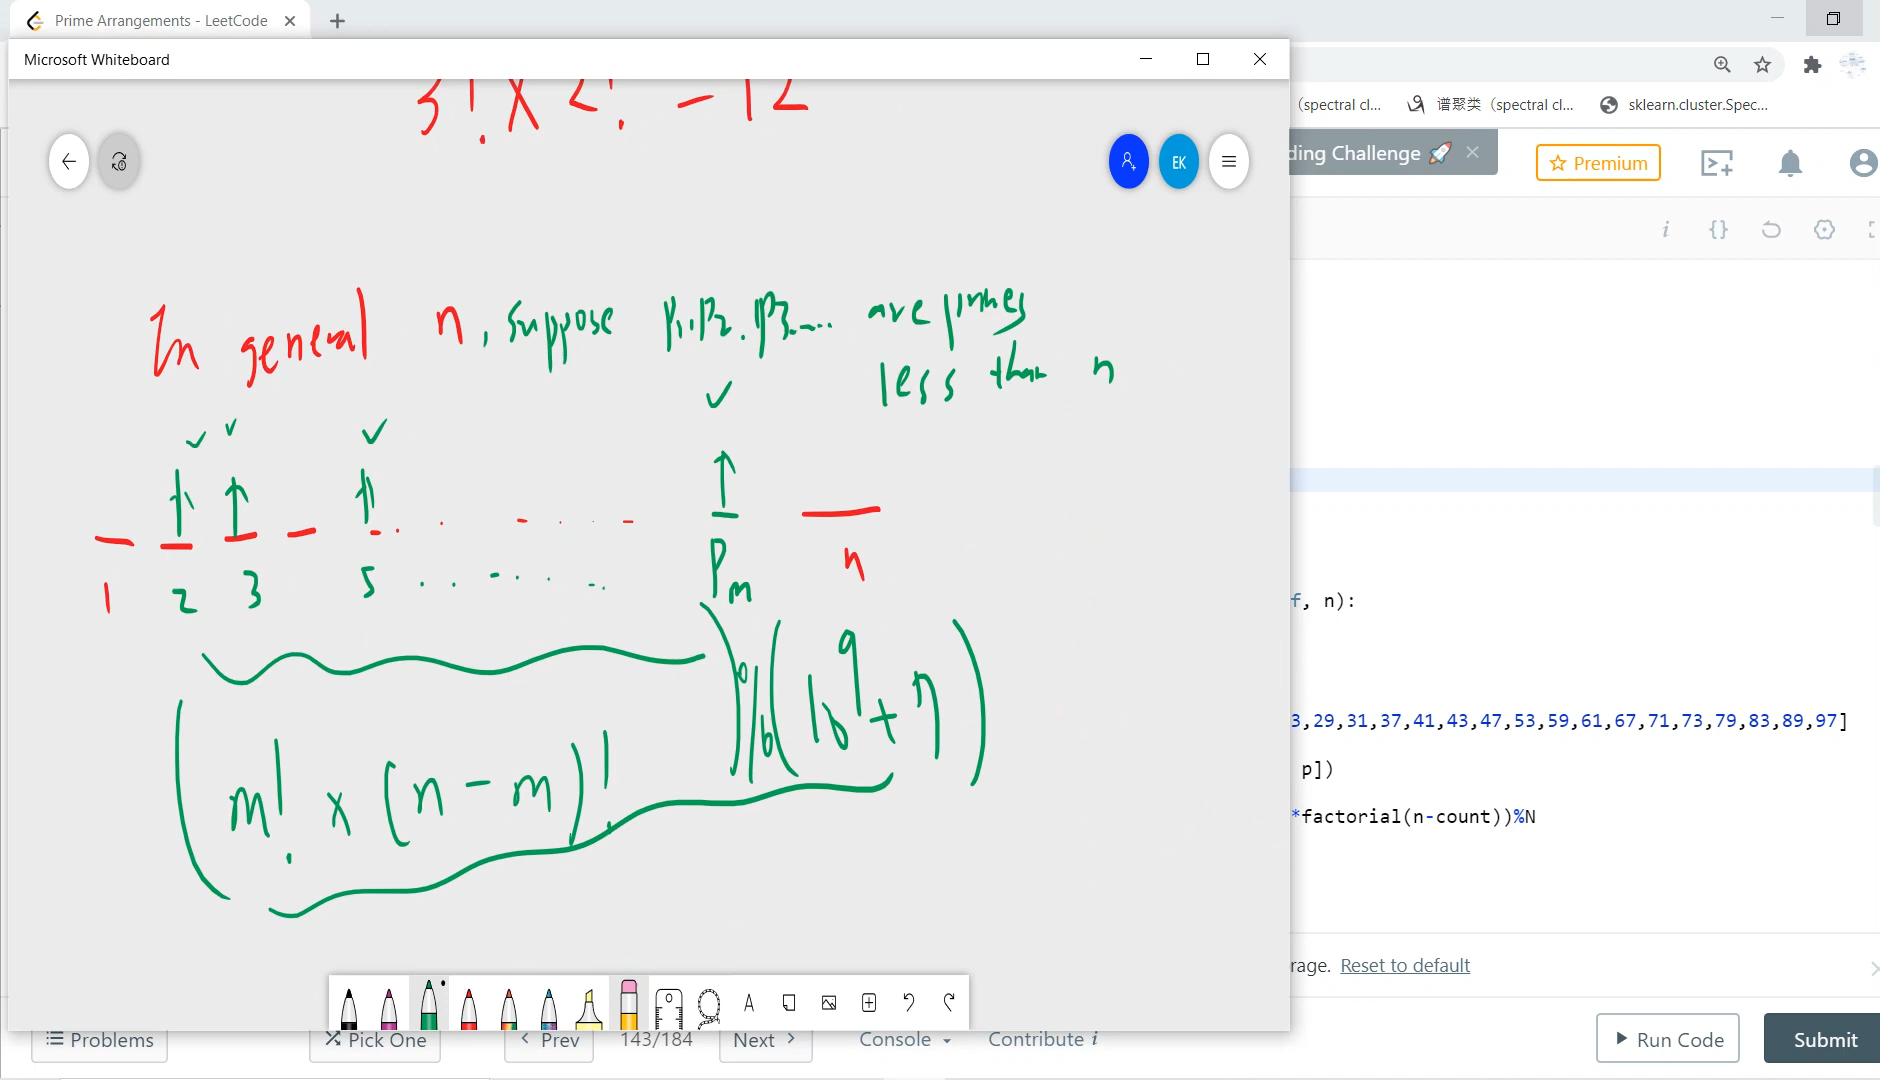 Prime Arrangements - LeetCode
Microsoft Whiteboard
3! X 2! - 12
(spectral cl...
谱聚类（spectral cl...
sklearn.cluster.Spec...
EK
ding Challenge 🚀
Premium
In general n, suppose P1.P2.P3.... are primes
less than n
1 2 3 5 ...... Pm n
(m! x (n-m)!) % (10^9 + 7)
f, n):
3,29,31,37,41,43,47,53,59,61,67,71,73,79,83,89,97]
p])
*factorial(n-count))%N
rage. Reset to default
Problems
Pick One
Prev
143/184
Next
Console
Contribute i
Run Code
Submit